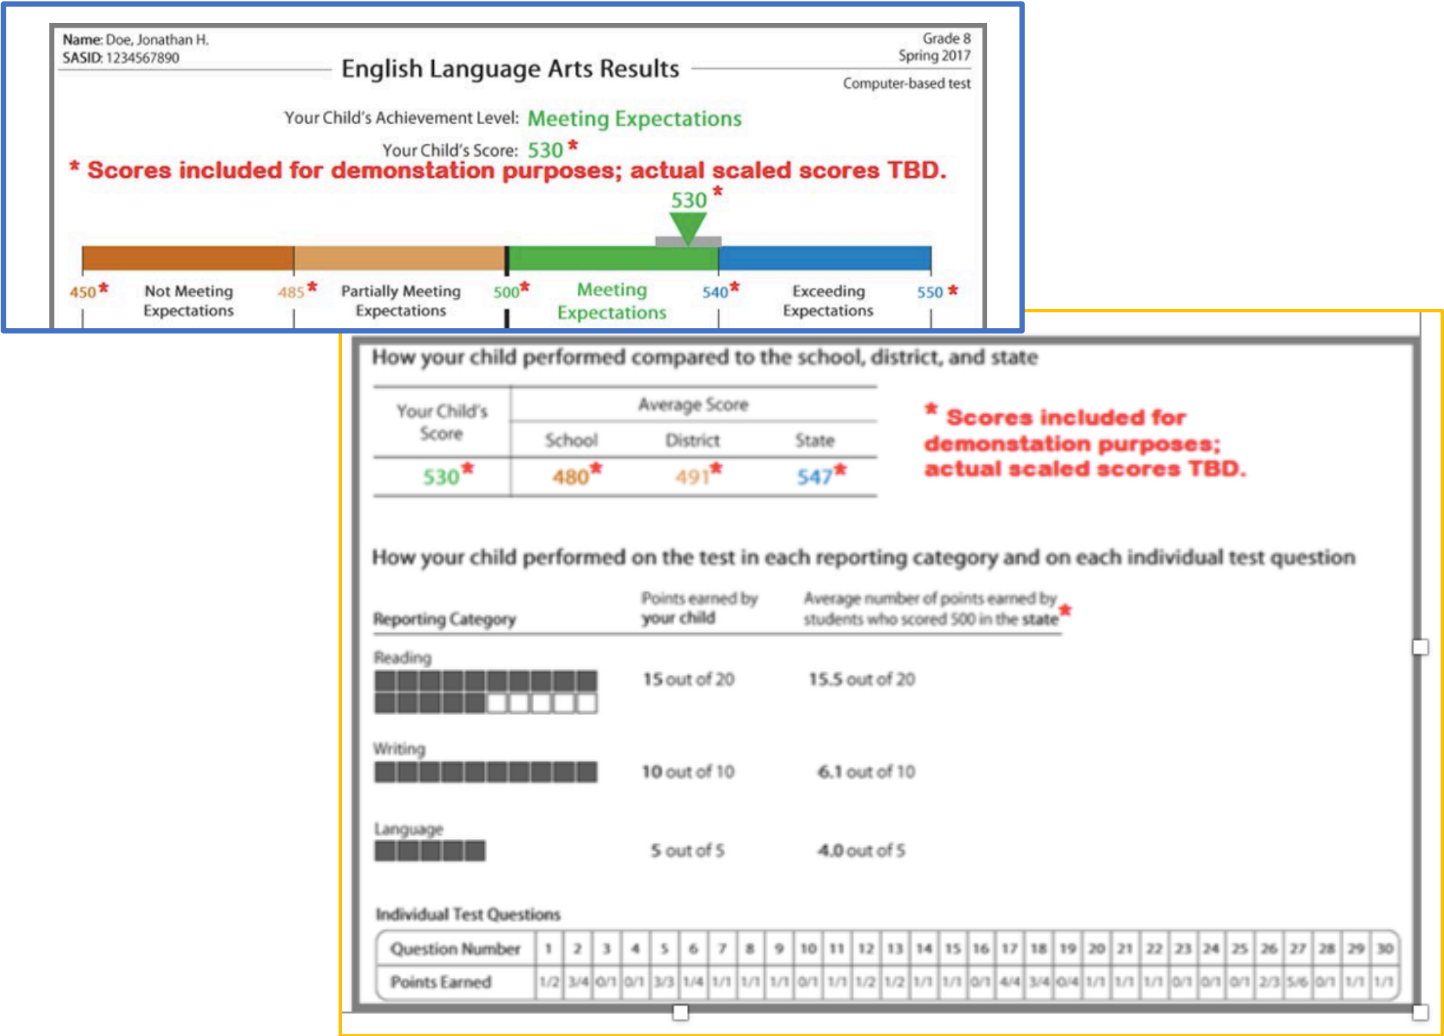 Name: Doe, Jonathan H.
SASID: 1234567890
English Language Arts Results
Grade 8
Spring 2017
Computer-based test
Your Child's Achievement Level: Meeting Expectations
Your Child's Score: 530 *
* Scores included for demonstation purposes; actual scaled scores TBD.
530 *
450 * Not Meeting Expectations 485 * Partially Meeting Expectations 500* Meeting Expectations 540* Exceeding Expectations 550 *
How your child performed compared to the school, district, and state
Your Child's Score
Average Score
School District State
530* 480* 491* 547*
* Scores included for
demonstation purposes;
actual scaled scores TBD.
How your child performed on the test in each reporting category and on each individual test question
Reporting Category
Points earned by
your child
Average number of points earned by
students who scored 500 in the state*
Reading
15 out of 20 15.5 out of 20
Writing
10 out of 10 6.1 out of 10
Language
5 out of 5 4.0 out of 5
Individual Test Questions
Question Number 1 2 3 4 5 6 7 8 9 10 11 12 13 14 15 16 17 18 19 20 21 22 23 24 25 26 27 28 29 30
Points Earned 1/2 3/4 0/1 0/1 3/3 1/4 1/1 1/1 1/1 0/1 1/1 1/2 1/2 1/1 1/1 0/1 4/4 3/4 0/4 1/1 1/1 1/1 0/1 0/1 0/1 2/3 5/6 0/1 1/1 1/1